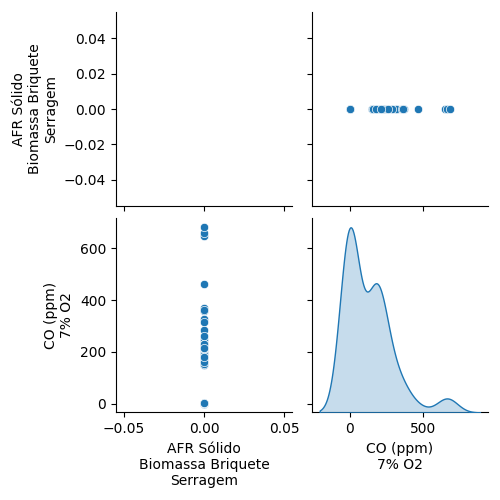 AFR Sólido
Biomassa Briquete
Serragem
0.04
0.02
0.00
−0.02
−0.04
CO (ppm)
7% O2
600
400
200
0
−0.05
0.00
0.05
AFR Sólido
Biomassa Briquete
Serragem
0
500
CO (ppm)
7% O2